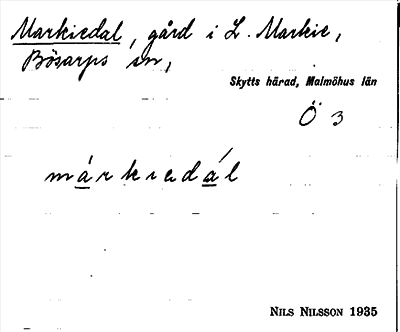 Markiedal, gård i L. Markie,
Bösarps sn,
Skytts härad, Malmöhus län
Ö 3
márkiedál
NILS NILSSON 1935